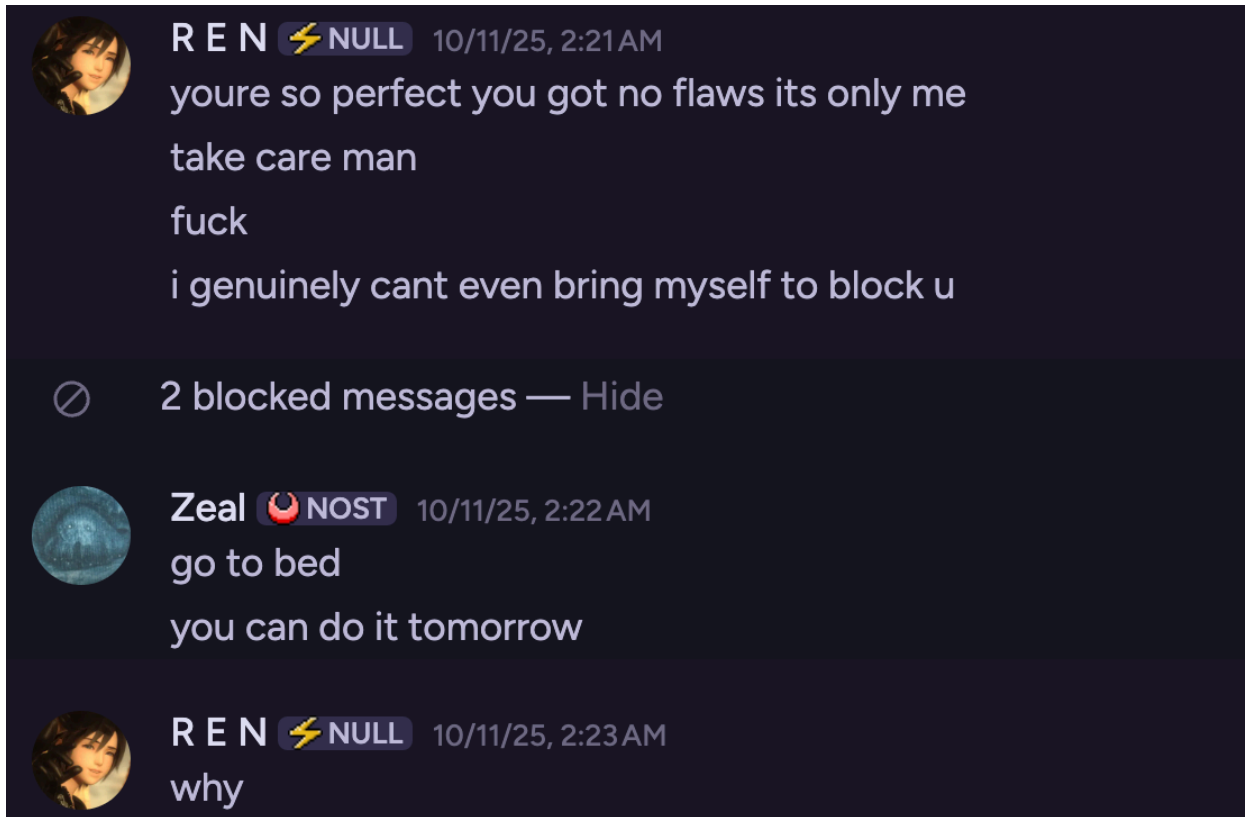 R E N ⚡ NULL 10/11/25, 2:21 AM
youre so perfect you got no flaws its only me
take care man
fuck
i genuinely cant even bring myself to block u
2 blocked messages — Hide
Zeal NOST 10/11/25, 2:22 AM
go to bed
you can do it tomorrow
R E N ⚡ NULL 10/11/25, 2:23 AM
why